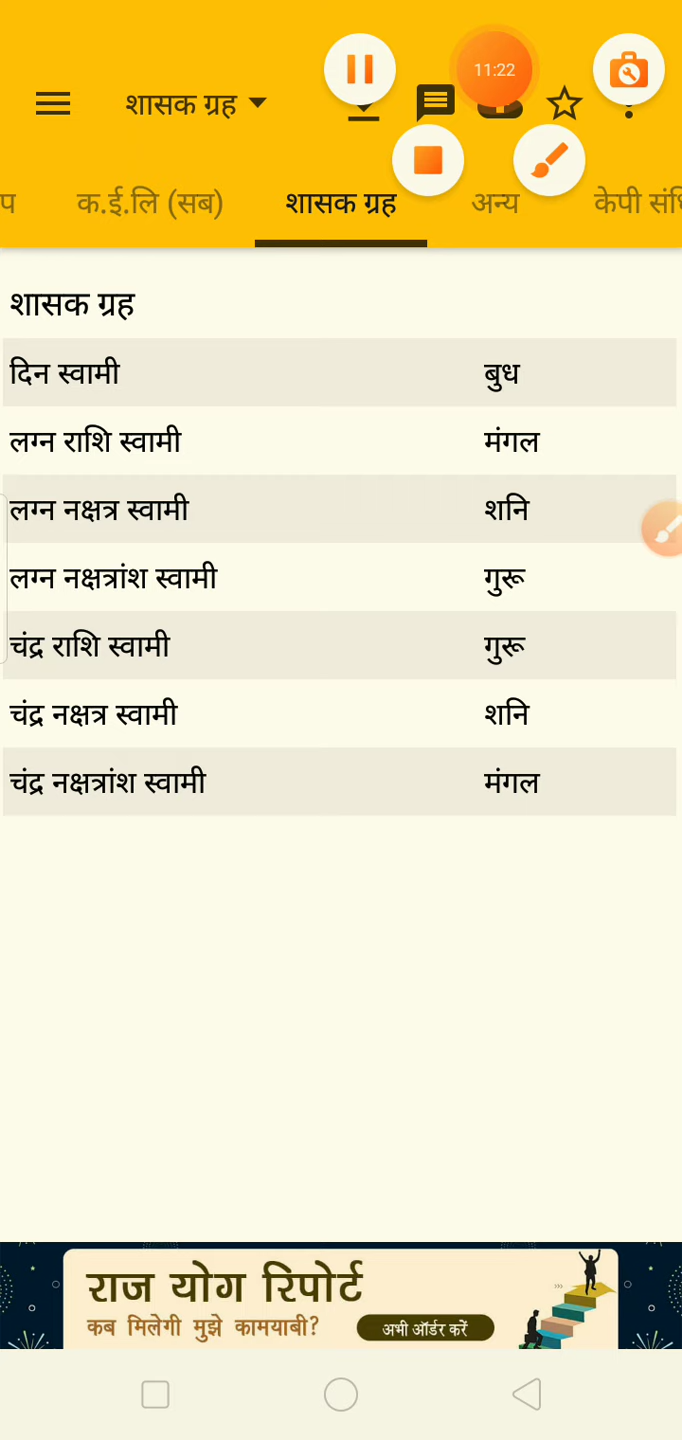 11:22
शासक ग्रह
प क.ई.लि (सब) शासक ग्रह अन्य केपी
शासक ग्रह
दिन स्वामी बुध
लग्न राशि स्वामी मंगल
लग्न नक्षत्र स्वामी शनि
लग्न नक्षत्रांश स्वामी गुरू
चंद्र राशि स्वामी गुरू
चंद्र नक्षत्र स्वामी शनि
चंद्र नक्षत्रांश स्वामी मंगल
राज योग रिपोर्ट
कब मिलेगी मुझे कामयाबी? अभी ऑर्डर करें